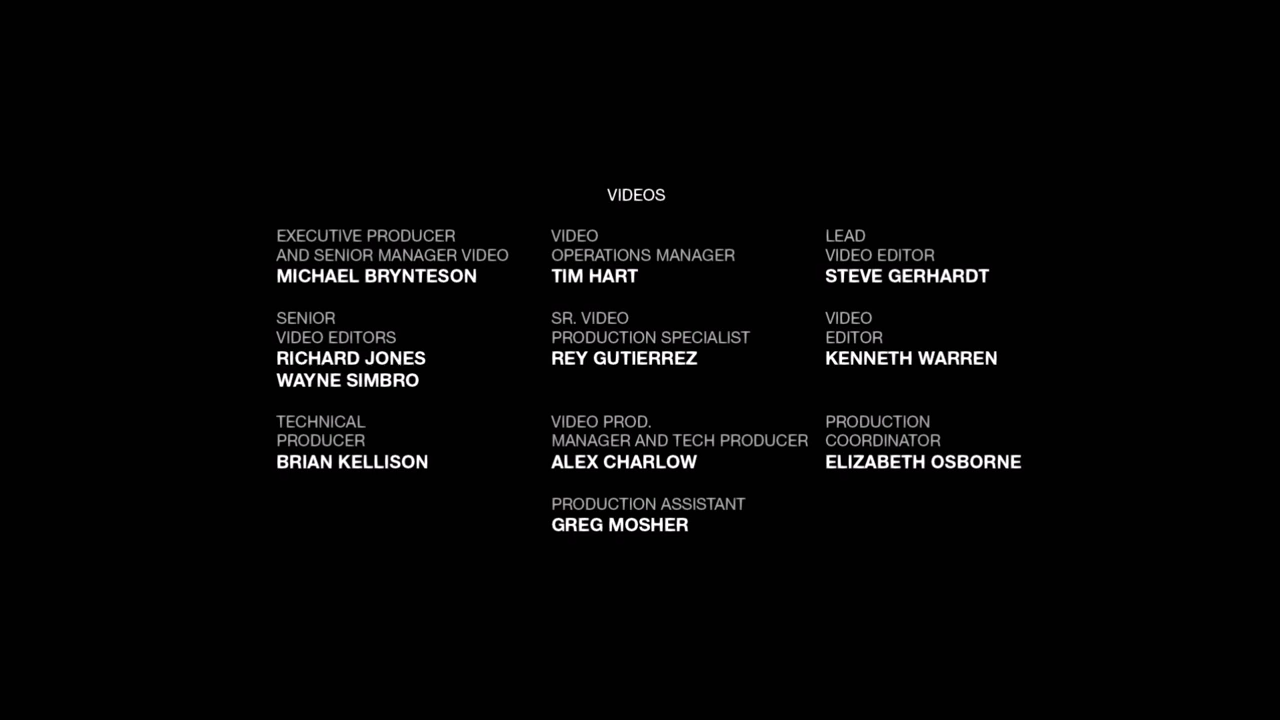 VIDEOS
EXECUTIVE PRODUCER
AND SENIOR MANAGER VIDEO
MICHAEL BRYNTESON
VIDEO
OPERATIONS MANAGER
TIM HART
LEAD
VIDEO EDITOR
STEVE GERHARDT
SENIOR
VIDEO EDITORS
RICHARD JONES
WAYNE SIMBRO
SR. VIDEO
PRODUCTION SPECIALIST
REY GUTIERREZ
VIDEO
EDITOR
KENNETH WARREN
TECHNICAL
PRODUCER
BRIAN KELLISON
VIDEO PROD.
MANAGER AND TECH PRODUCER
ALEX CHARLOW
PRODUCTION
COORDINATOR
ELIZABETH OSBORNE
PRODUCTION ASSISTANT
GREG MOSHER